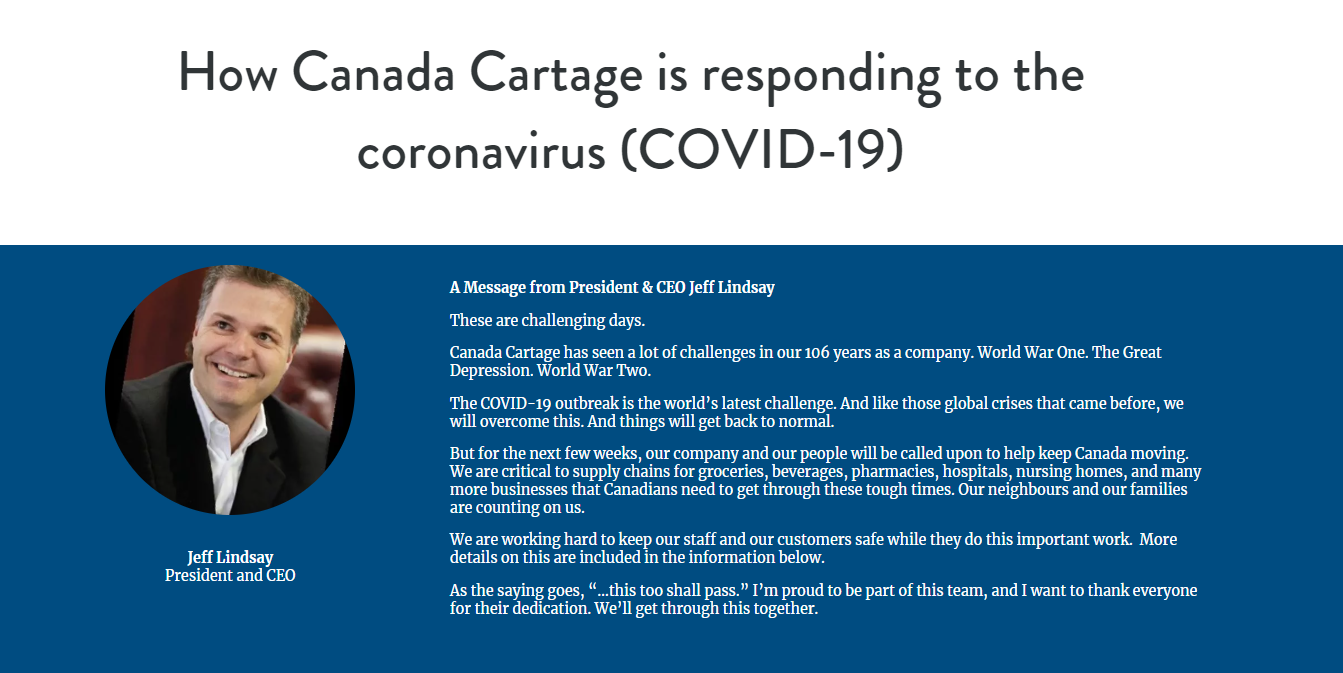 How Canada Cartage is responding to the
coronavirus (COVID-19)
A Message from President & CEO Jeff Lindsay
These are challenging days.
Canada Cartage has seen a lot of challenges in our 106 years as a company. World War One. The Great
Depression. World War Two.
The COVID-19 outbreak is the world’s latest challenge. And like those global crises that came before, we
will overcome this. And things will get back to normal.
But for the next few weeks, our company and our people will be called upon to help keep Canada moving.
We are critical to supply chains for groceries, beverages, pharmacies, hospitals, nursing homes, and many
more businesses that Canadians need to get through these tough times. Our neighbours and our families
are counting on us.
We are working hard to keep our staff and our customers safe while they do this important work.  More
details on this are included in the information below.
As the saying goes, “...this too shall pass.” I’m proud to be part of this team, and I want to thank everyone
for their dedication. We’ll get through this together.
Jeff Lindsay
President and CEO